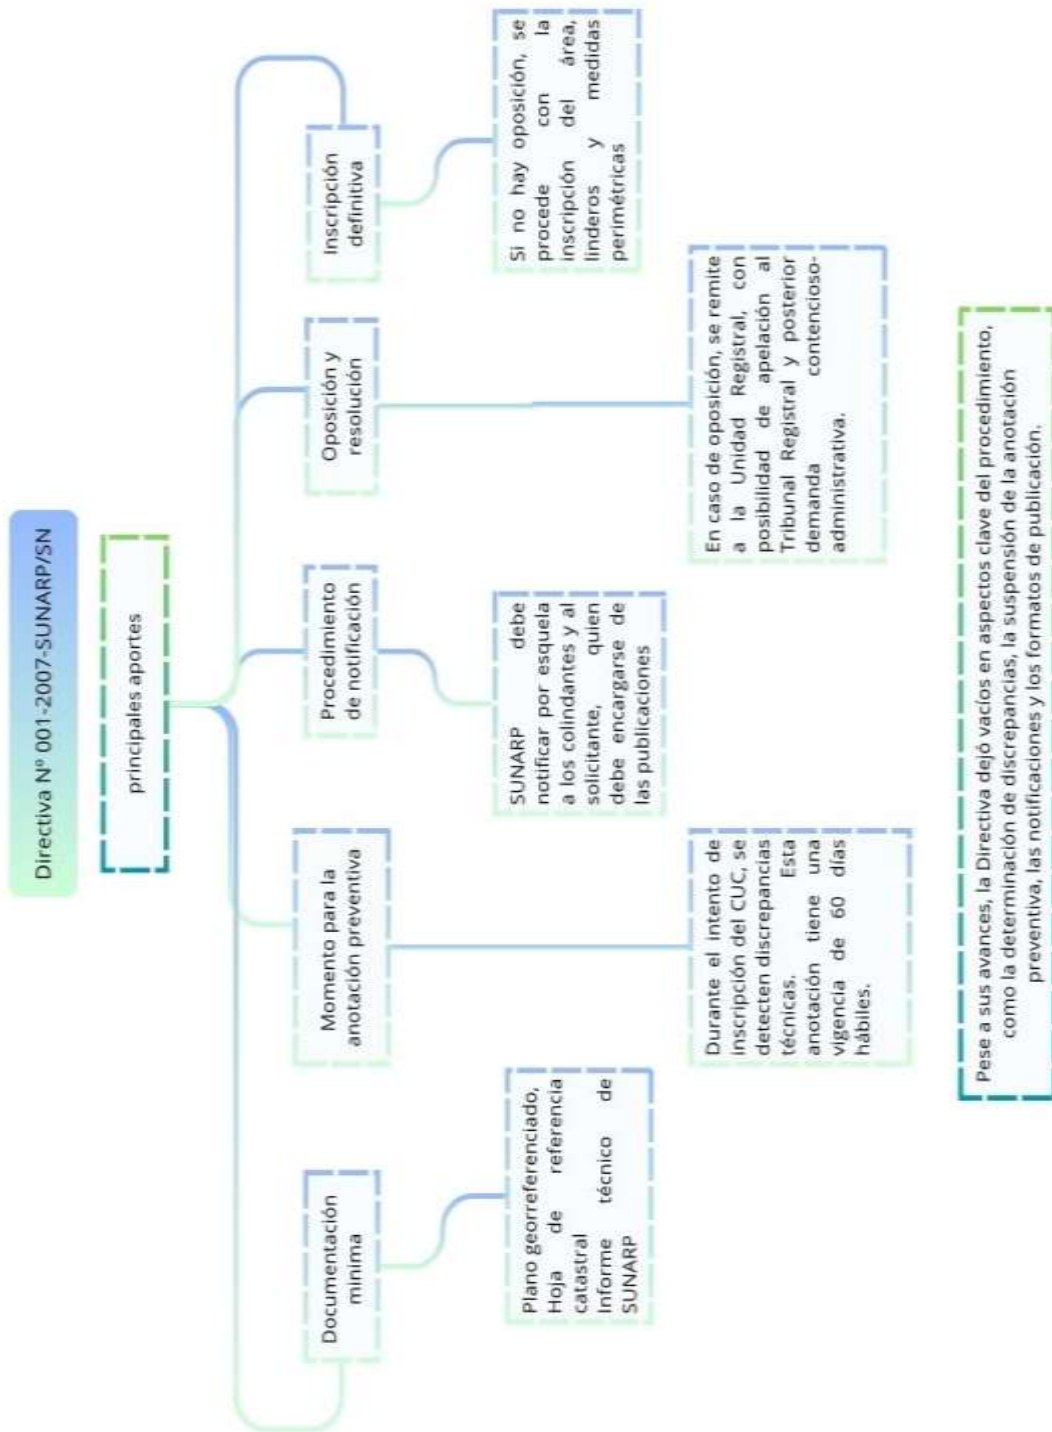 Directiva N° 001-2007-SUNARP/SN
principales aportes
Documentación
mínima
Plano georreferenciado,
Hoja de referencia
catastral
Informe técnico de
SUNARP
Momento para la
anotación preventiva
Durante el intento de
inscripción del CUC, se
detecten discrepancias
técnicas. Esta
anotación tiene una
vigencia de 60 días
hábiles.
Procedimiento
de notificación
SUNARP debe
notificar por esquela
a los colindantes y al
solicitante, quien
debe encargarse de
las publicaciones
Oposición y
resolución
En caso de oposición, se remite
a la Unidad Registral, con
posibilidad de apelación al
Tribunal Registral y posterior
demanda contencioso-
administrativa.
Inscripción
definitiva
Si no hay oposición, se
procede con la
inscripción del área,
linderos y medidas
perimétricas
Pese a sus avances, la Directiva dejó vacíos en aspectos clave del procedimiento,
como la determinación de discrepancias, la suspensión de la anotación
preventiva, las notificaciones y los formatos de publicación.